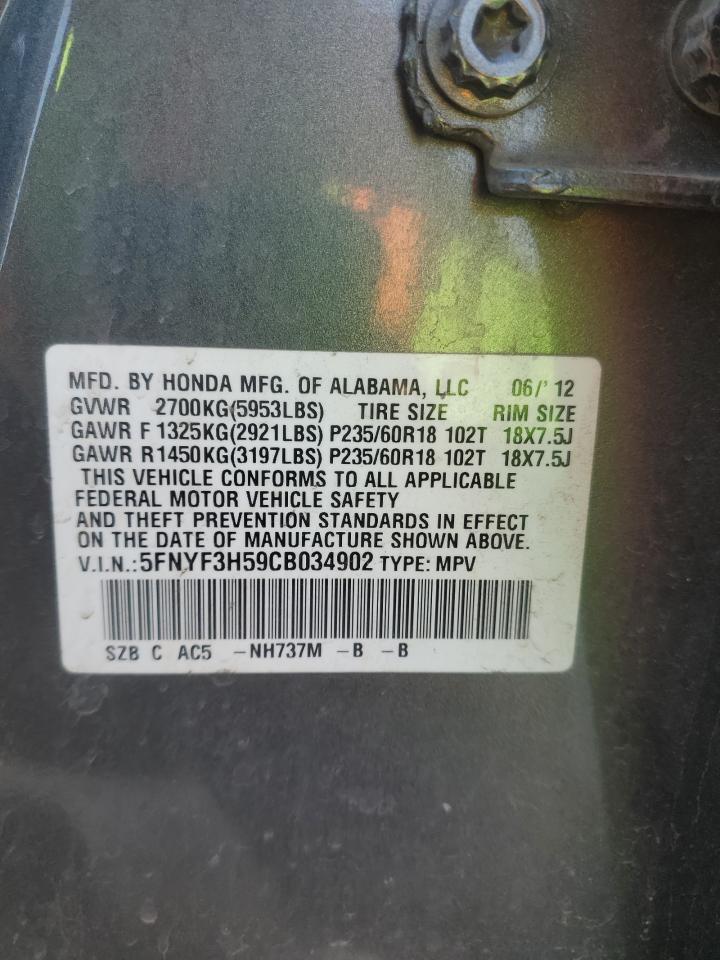 MFD. BY HONDA MFG. OF ALABAMA, LLC 06/'12
GVWR 2700KG(5953LBS) TIRE SIZE RIM SIZE
GAWR F 1325KG(2921LBS) P235/60R18 102T 18X7.5J
GAWR R1450KG(3197LBS) P235/60R18 102T 18X7.5J
THIS VEHICLE CONFORMS TO ALL APPLICABLE
FEDERAL MOTOR VEHICLE SAFETY
AND THEFT PREVENTION STANDARDS IN EFFECT
ON THE DATE OF MANUFACTURE SHOWN ABOVE.
V.I.N.:5FNYF3H59CB034902 TYPE: MPV
SZB C AC5 -NH737M -B -B